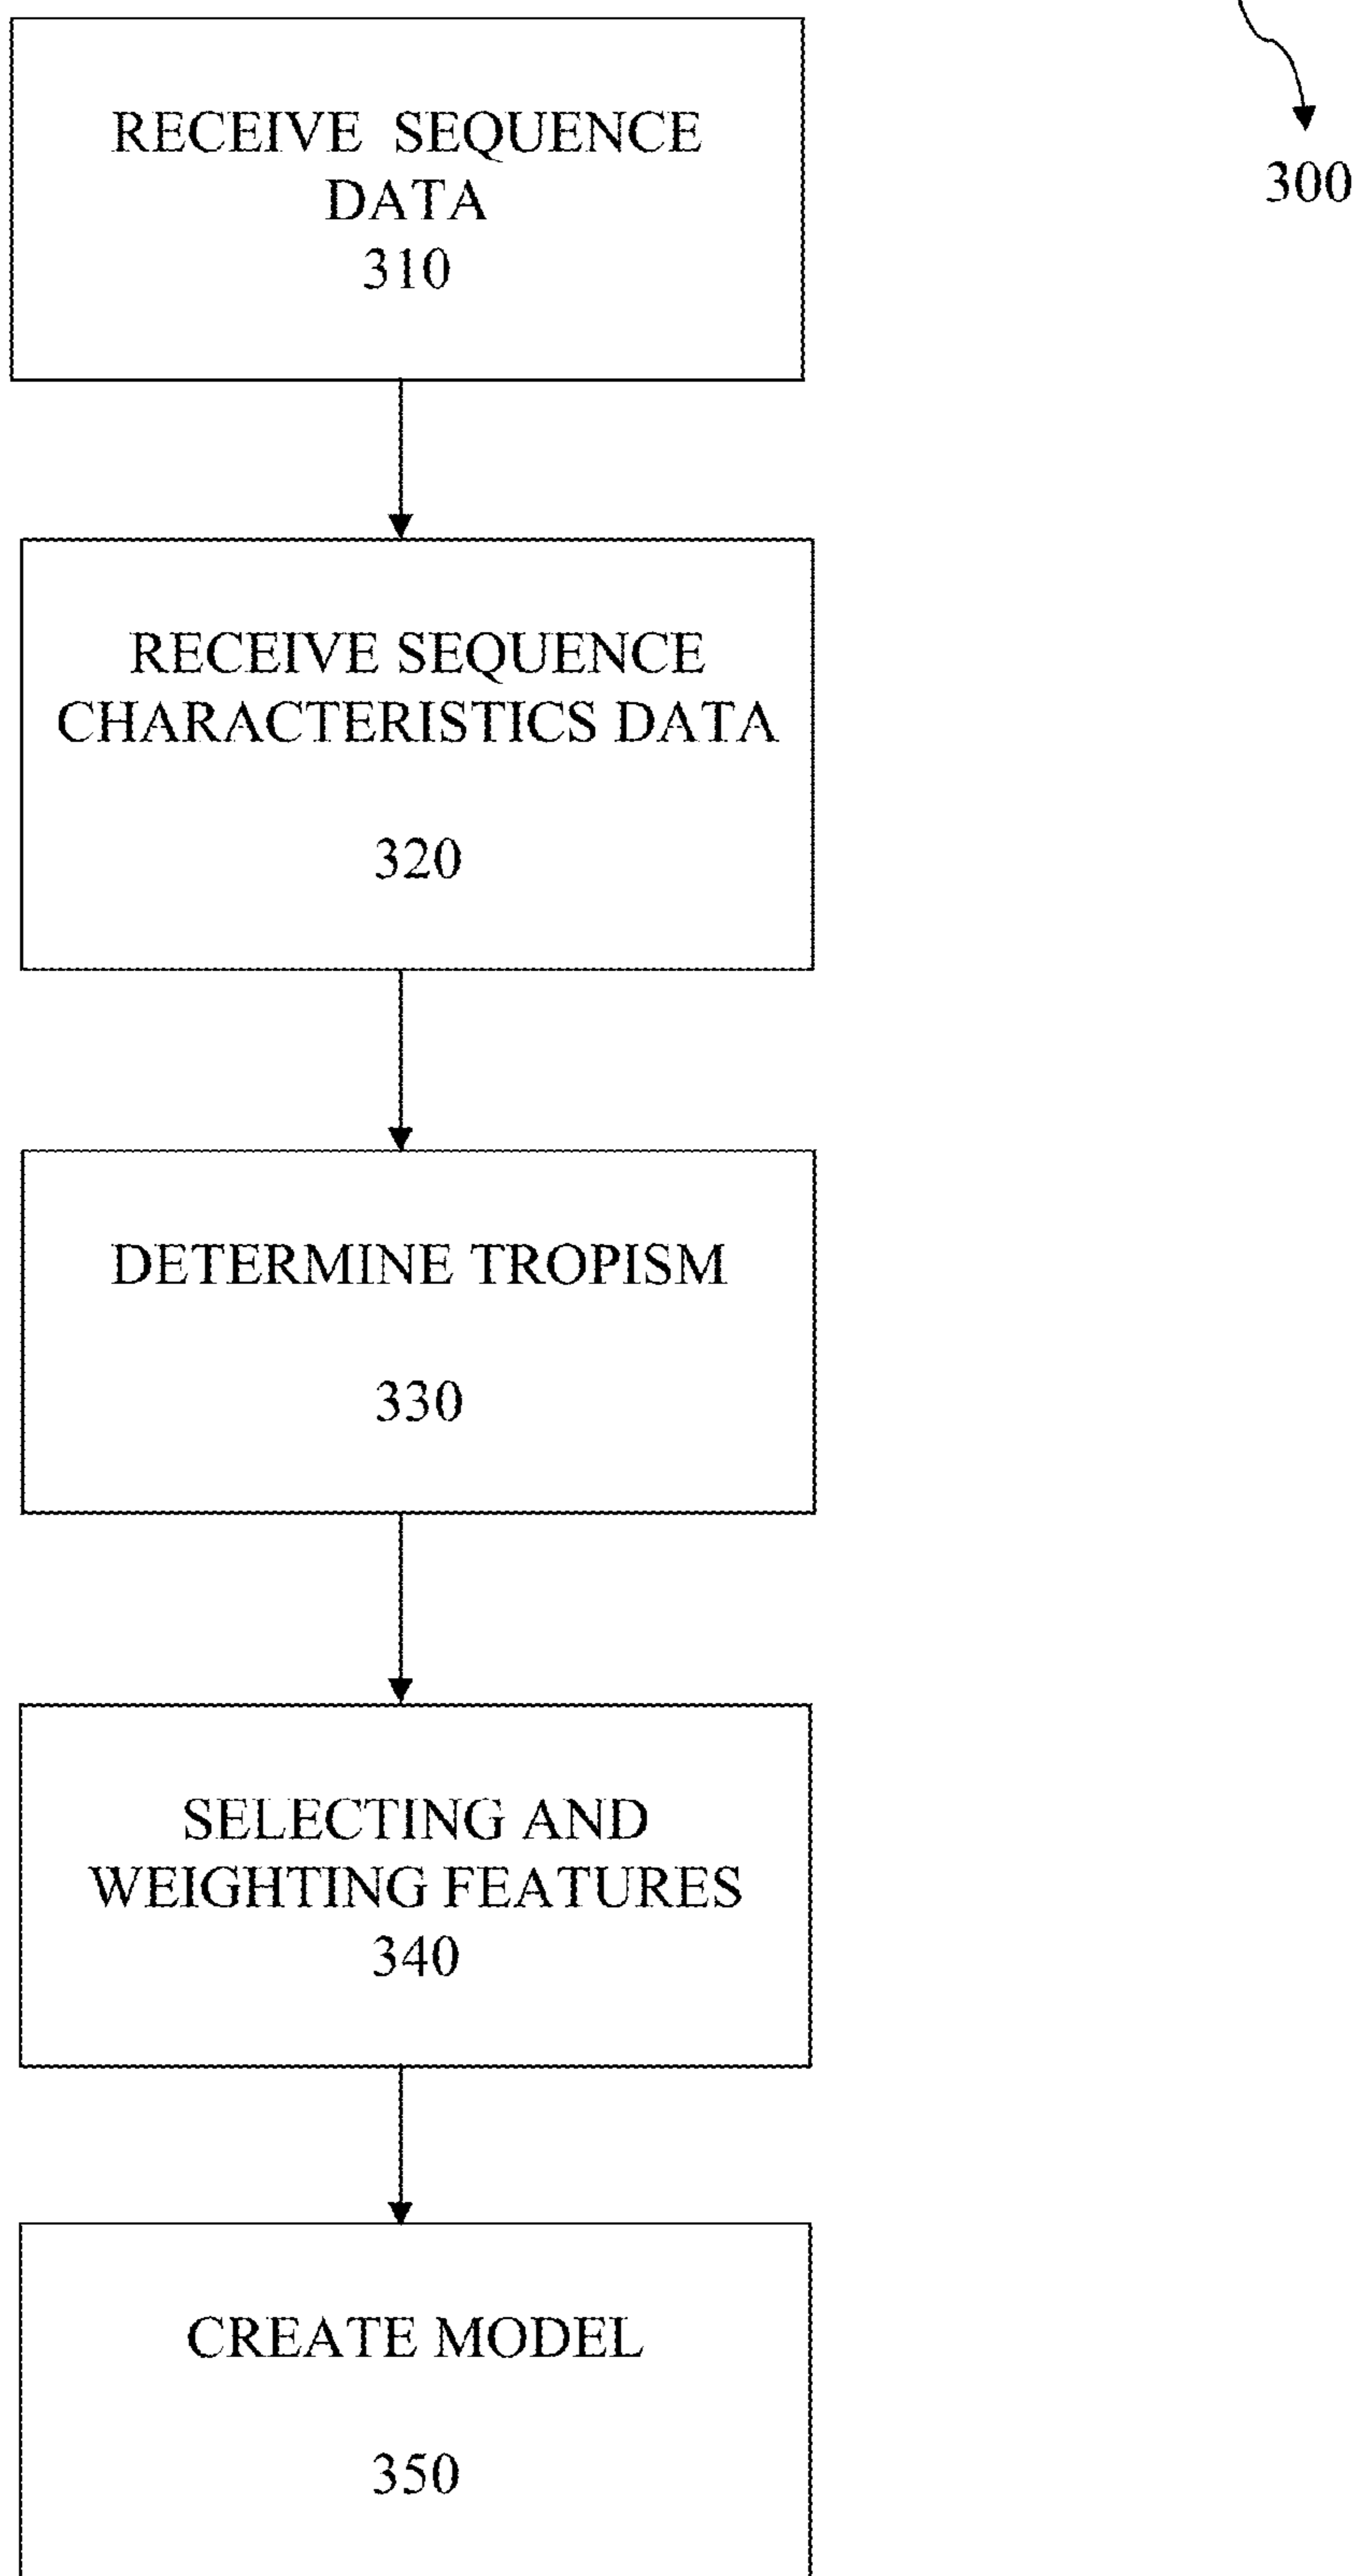 300
RECEIVE SEQUENCE
DATA
310
RECEIVE SEQUENCE
CHARACTERISTICS DATA
320
DETERMINE TROPISM
330
SELECTING AND
WEIGHTING FEATURES
340
CREATE MODEL
350